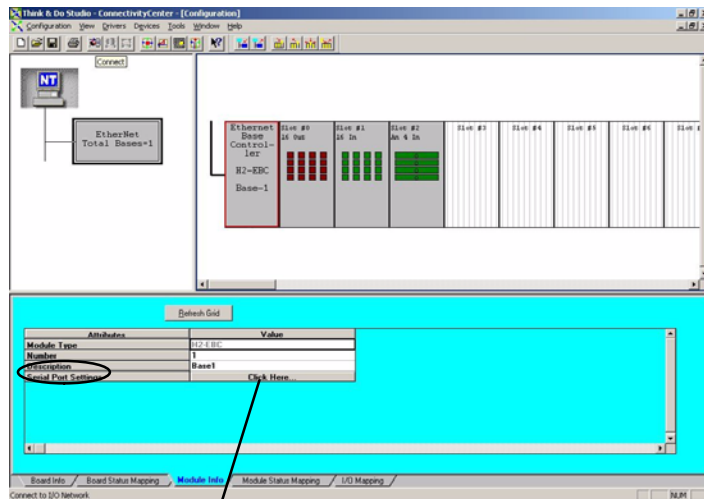 Think & Do Studio - ConnectivityCenter - [Configuration]
Configuration View Drivers Devices Tools Window Help
Connect
NT
EtherNet
Total Bases=1
Ethernet
Base
Control-
ler
H2-EBC
Base-1
Slot #0
16 Out
Slot #1
16 In
Slot #2
An 4 In
Slot #3
Slot #4
Slot #5
Slot #6
Slot
Refresh Grid
Attributes Value
Module Type H2-EBC
Number 1
Description Base1
Serial Port Settings Click Here...
Board Info Board Status Mapping Module Info Module Status Mapping I/O Mapping
Connect to I/O Network NUM